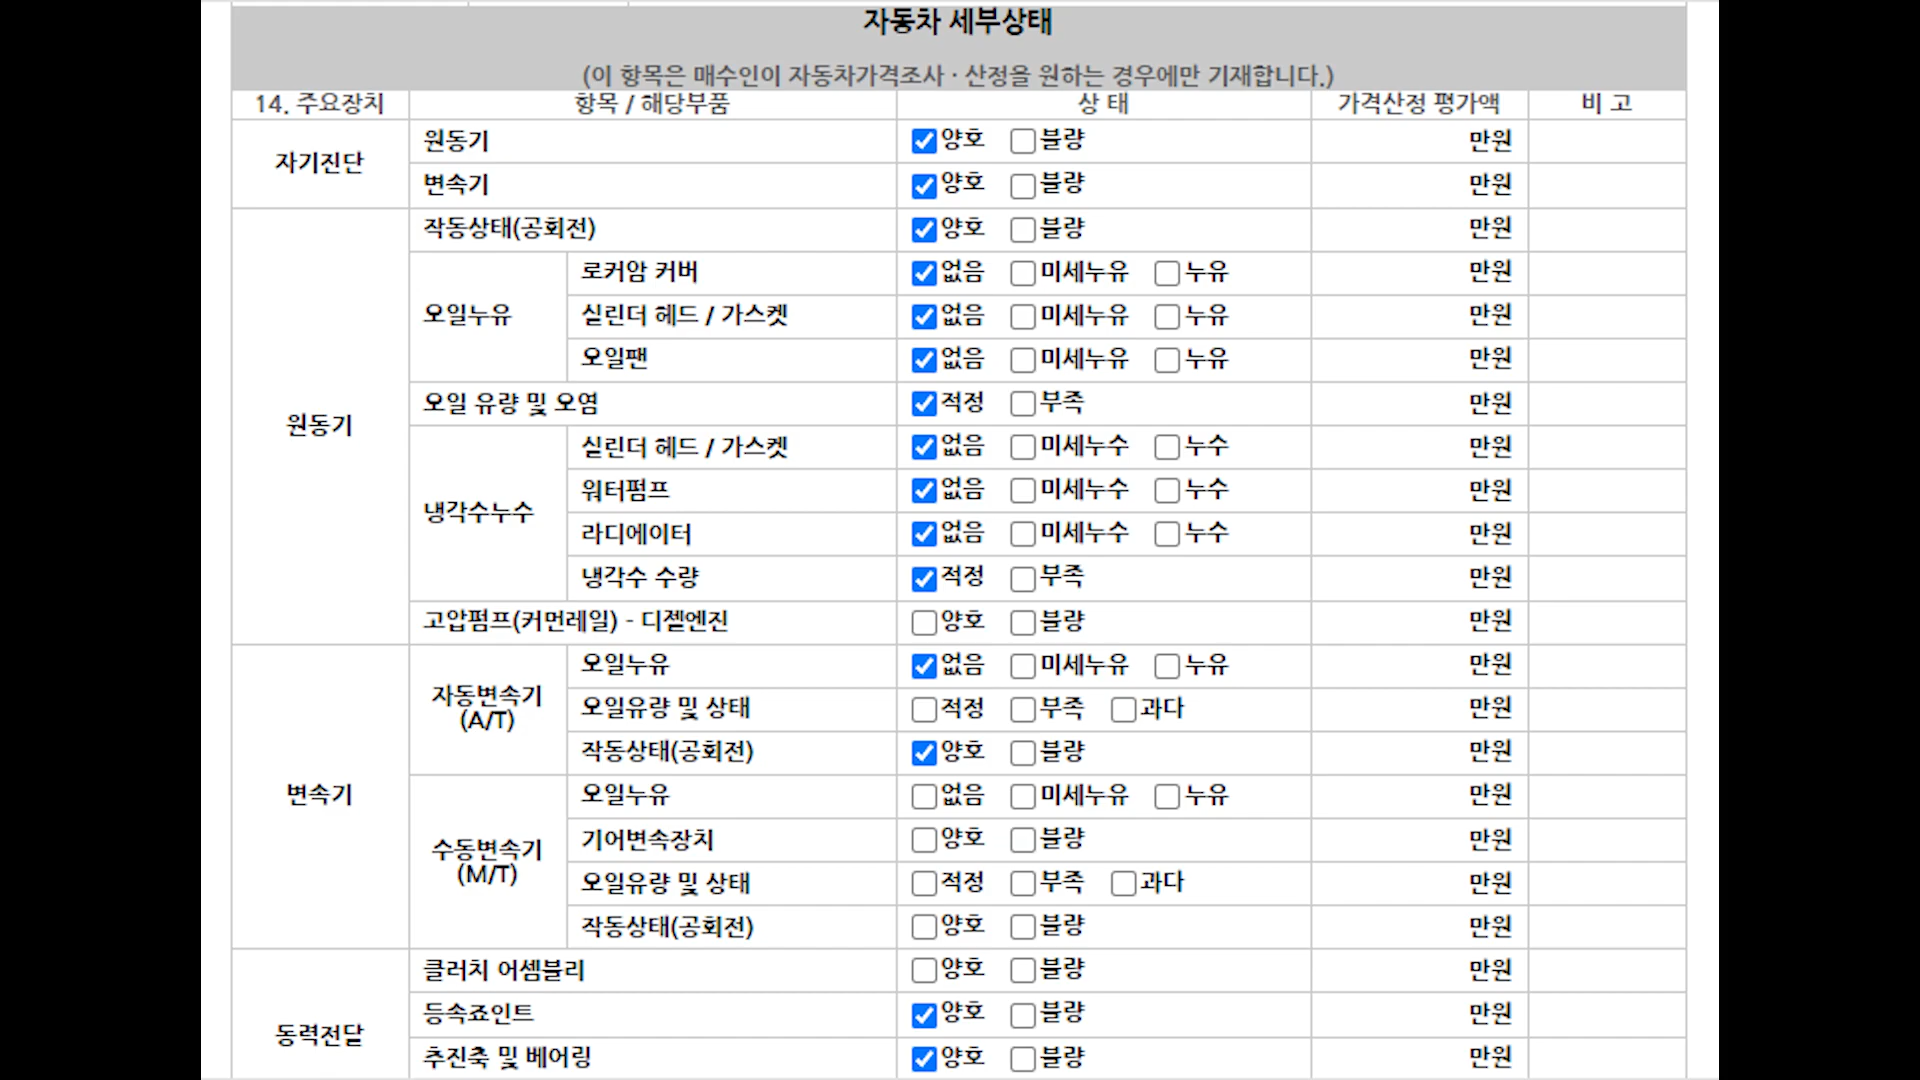 자동차 세부상태
(이 항목은 매수인이 자동차가격조사 · 산정을 원하는 경우에만 기재합니다.)
14. 주요장치 항목 / 해당부품 상 태 가격산정 평가액 비 고
자기진단 원동기 양호 불량 만원
변속기 양호 불량 만원
원동기 작동상태(공회전) 양호 불량 만원
오일누유 로커암 커버 없음 미세누유 누유 만원
실린더 헤드 / 가스켓 없음 미세누유 누유 만원
오일팬 없음 미세누유 누유 만원
오일 유량 및 오염 적정 부족 만원
냉각수누수 실린더 헤드 / 가스켓 없음 미세누수 누수 만원
워터펌프 없음 미세누수 누수 만원
라디에이터 없음 미세누수 누수 만원
냉각수 수량 적정 부족 만원
고압펌프(커먼레일) - 디젤엔진 양호 불량 만원
변속기 자동변속기 (A/T) 오일누유 없음 미세누유 누유 만원
오일유량 및 상태 적정 부족 과다 만원
작동상태(공회전) 양호 불량 만원
수동변속기 (M/T) 오일누유 없음 미세누유 누유 만원
기어변속장치 양호 불량 만원
오일유량 및 상태 적정 부족 과다 만원
작동상태(공회전) 양호 불량 만원
동력전달 클러치 어셈블리 양호 불량 만원
등속죠인트 양호 불량 만원
추진축 및 베어링 양호 불량 만원